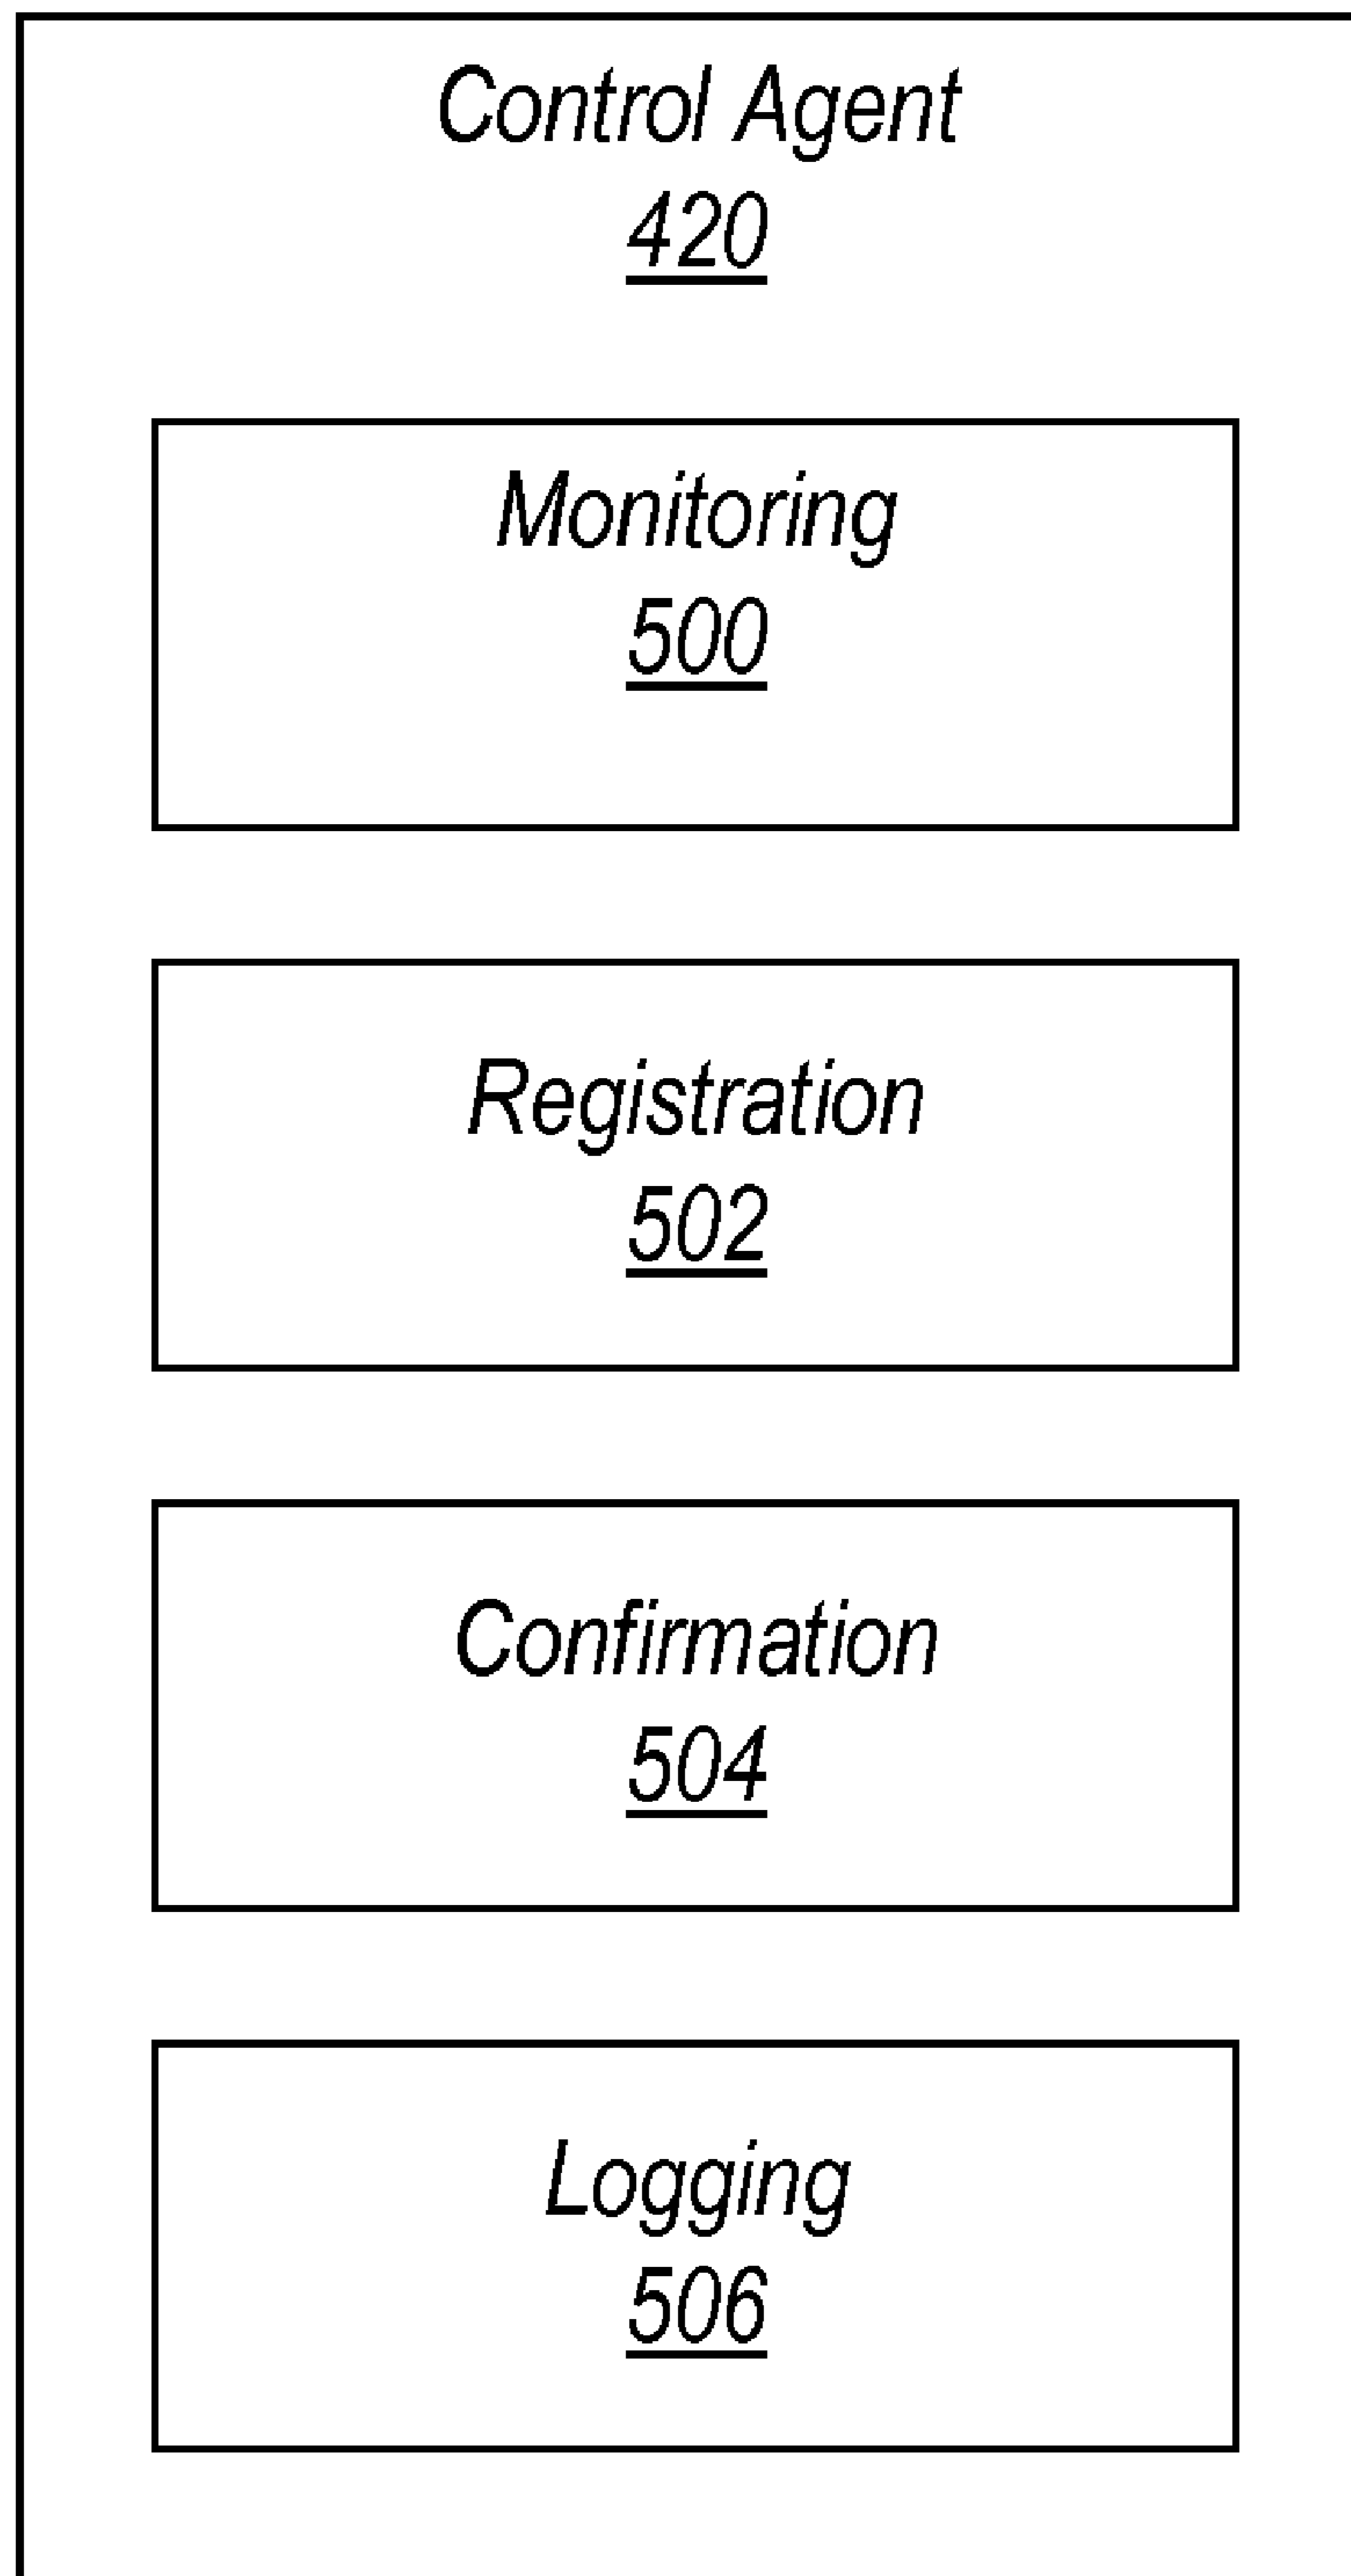 Control Agent
420
Monitoring
500
Registration
502
Confirmation
504
Logging
506